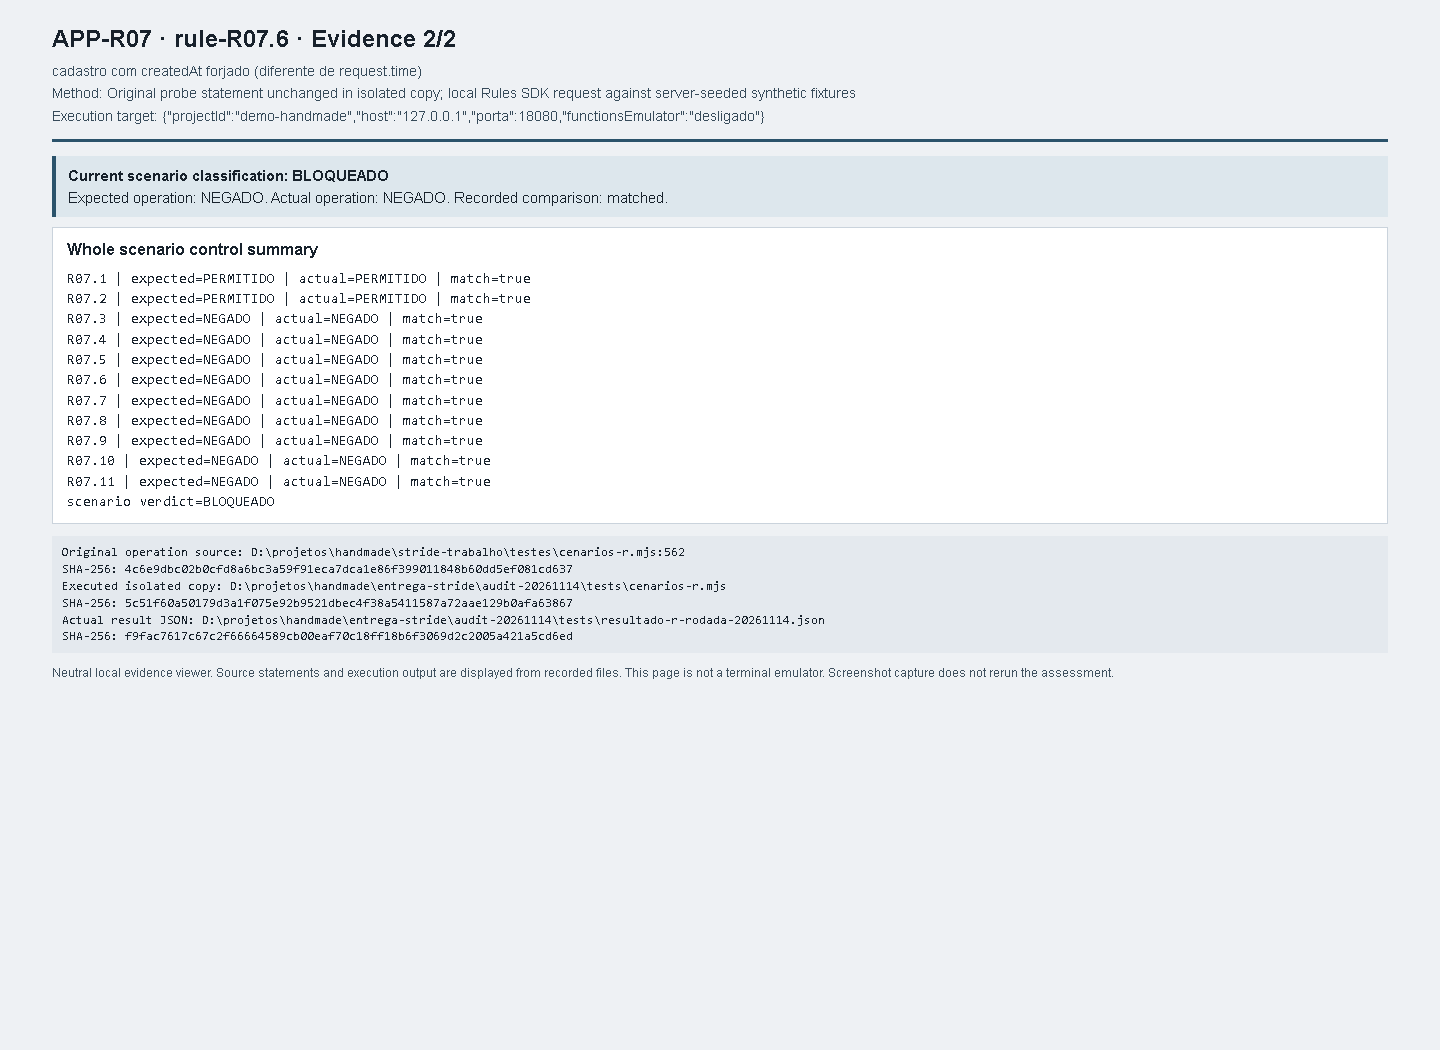 APP-R07 · rule-R07.6 · Evidence 2/2
cadastro com createdAt forjado (diferente de request.time)
Method: Original probe statement unchanged in isolated copy; local Rules SDK request against server-seeded synthetic fixtures
Execution target: {"projectId":"demo-handmade","host":"127.0.0.1","porta":18080,"functionsEmulator":"desligado"}
Current scenario classification: BLOQUEADO
Expected operation: NEGADO. Actual operation: NEGADO. Recorded comparison: matched.
Whole scenario control summary
R07.1 | expected=PERMITIDO | actual=PERMITIDO | match=true
R07.2 | expected=PERMITIDO | actual=PERMITIDO | match=true
R07.3 | expected=NEGADO | actual=NEGADO | match=true
R07.4 | expected=NEGADO | actual=NEGADO | match=true
R07.5 | expected=NEGADO | actual=NEGADO | match=true
R07.6 | expected=NEGADO | actual=NEGADO | match=true
R07.7 | expected=NEGADO | actual=NEGADO | match=true
R07.8 | expected=NEGADO | actual=NEGADO | match=true
R07.9 | expected=NEGADO | actual=NEGADO | match=true
R07.10 | expected=NEGADO | actual=NEGADO | match=true
R07.11 | expected=NEGADO | actual=NEGADO | match=true
scenario verdict=BLOQUEADO
Original operation source: D:\projetos\handmade\stride-trabalho\testes\cenarios-r.mjs:562
SHA-256: 4c6e9dbc02b0cfd8a6bc3a59f91eca7dca1e86f399011848b60dd5ef081cd637
Executed isolated copy: D:\projetos\handmade\entrega-stride\audit-20261114\tests\cenarios-r.mjs
SHA-256: 5c51f60a50179d3a1f075e92b9521dbec4f38a5411587a72aae129b0afa63867
Actual result JSON: D:\projetos\handmade\entrega-stride\audit-20261114\tests\resultado-r-rodada-20261114.json
SHA-256: f9fac7617c67c2f66664589cb00eaf70c18ff18b6f3069d2c2005a421a5cd6ed
Neutral local evidence viewer. Source statements and execution output are displayed from recorded files. This page is not a terminal emulator. Screenshot capture does not rerun the assessment.